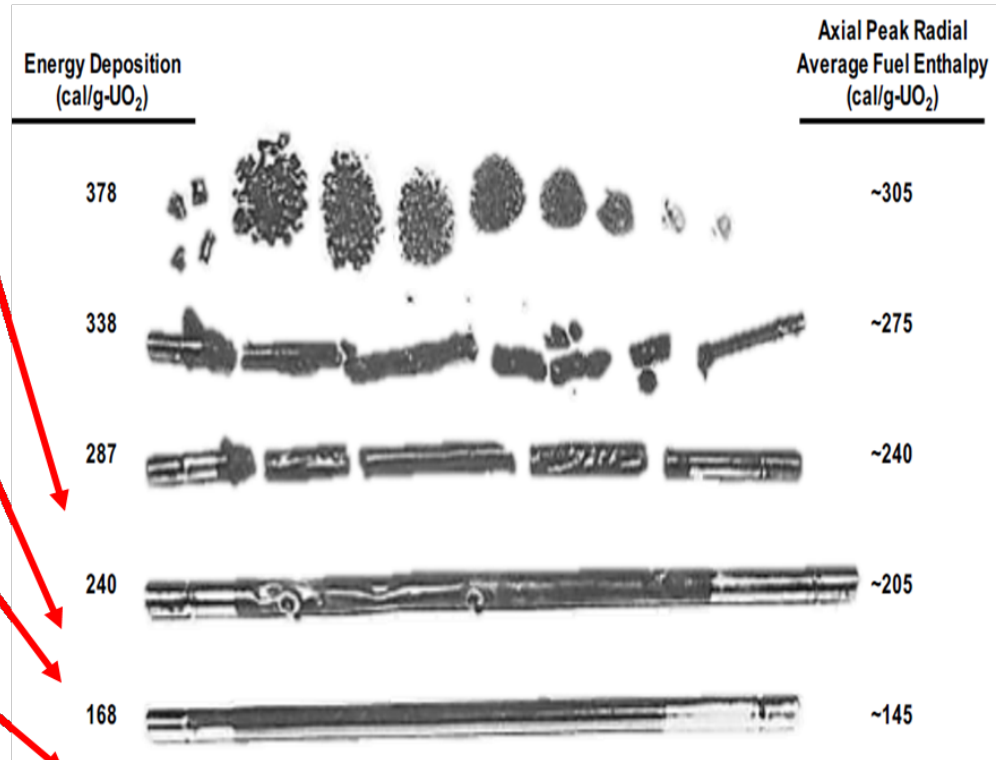 Energy Deposition
(cal/g-UO₂)
Axial Peak Radial
Average Fuel Enthalpy
(cal/g-UO₂)
378
~305
338
~275
287
~240
240
~205
168
~145